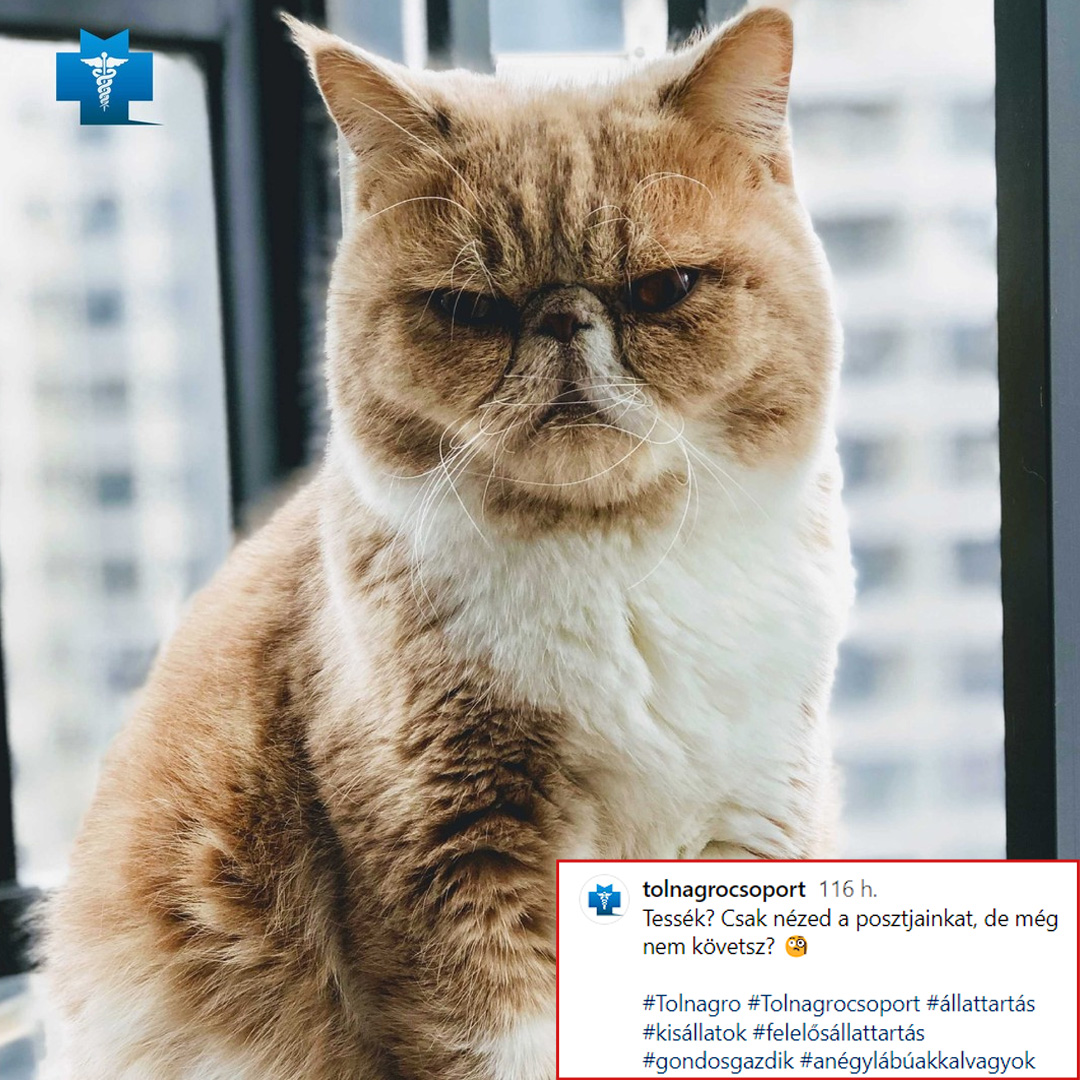 tolnagrocsoport 116 h.
Tessék? Csak nézed a posztjainkat, de még
nem követsz? 🧐
#Tolnagro #Tolnagrocsoport #állattartás
#kisállatok #felelősállattartás
#gondosgazdik #anégylábúakkalvagyok